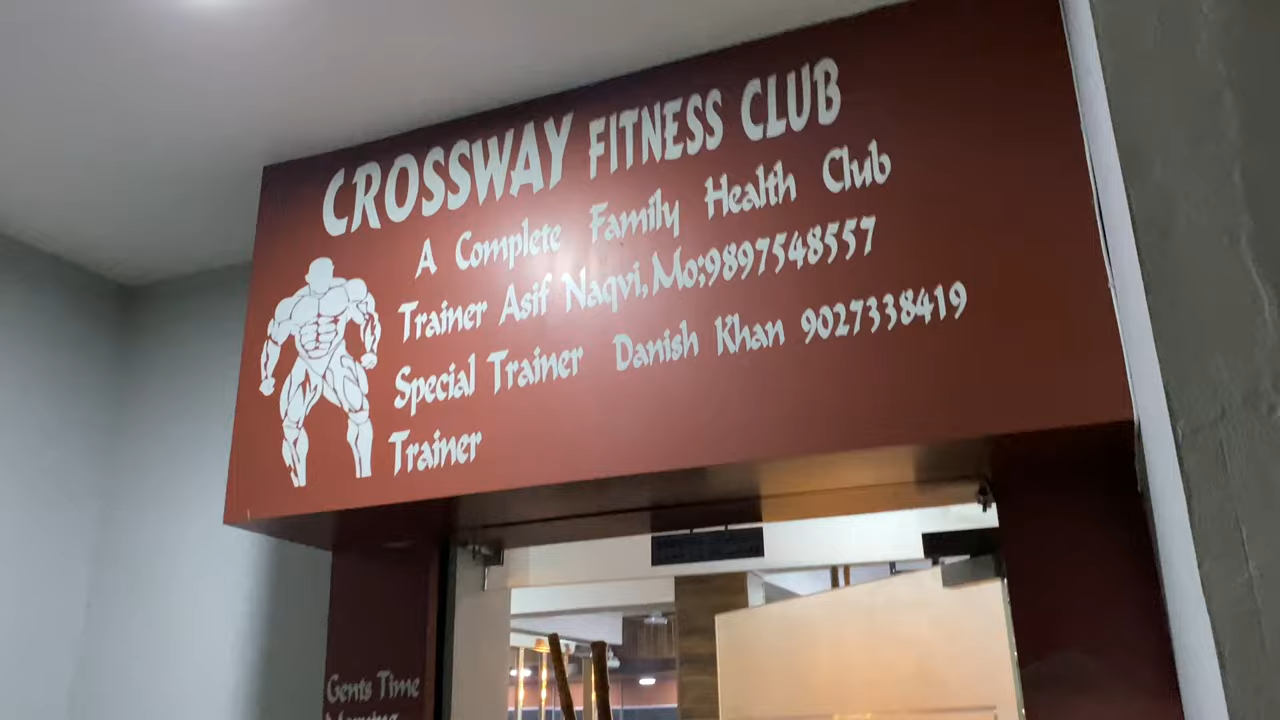 CROSSWAY FITNESS CLUB
A Complete Family Health Club
Trainer Asif Naqvi, Mo:9897548557
Special Trainer Danish Khan 9027338419
Trainer
Gents Time
Morning